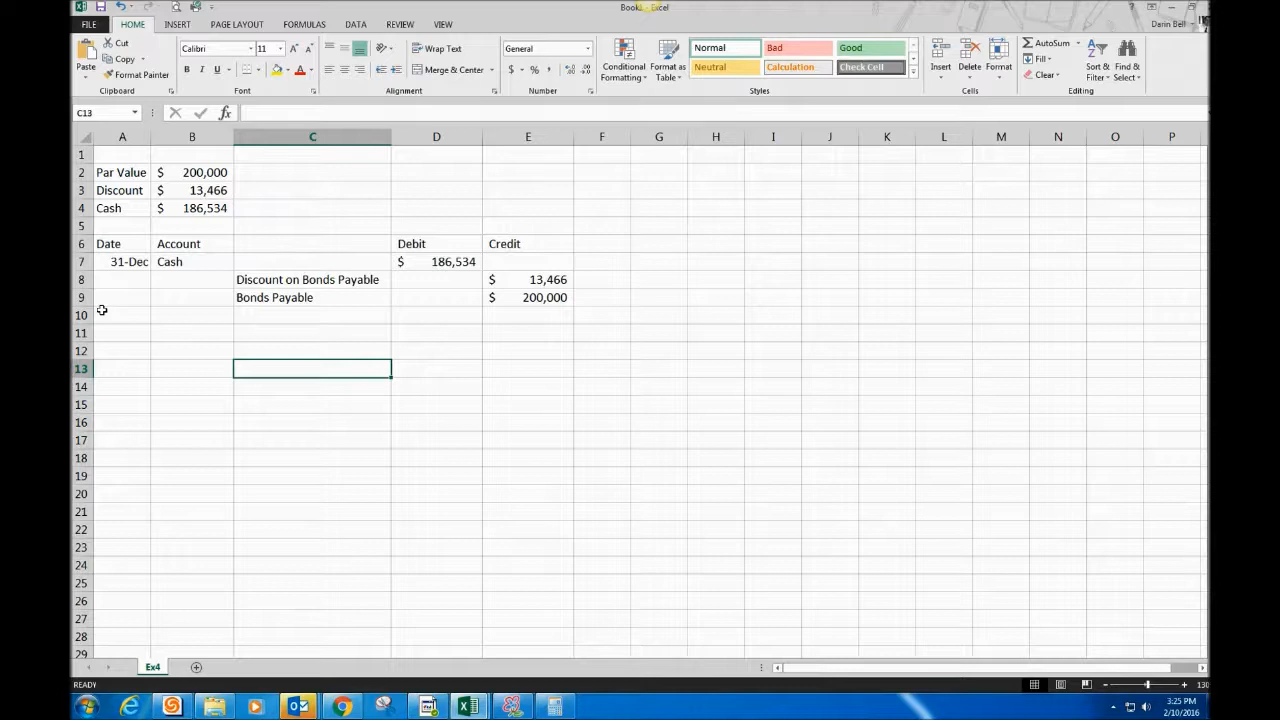 Book1 - Excel
FILE HOME INSERT PAGE LAYOUT FORMULAS DATA REVIEW VIEW Darin Bell
Paste Cut Copy Format Painter Clipboard
Calibri 11 U A A A Font
Wrap Text Merge & Center Alignment
General $ % , Number
Conditional Formatting Format as Table
Normal Bad Good
Neutral Calculation Check Cell
Styles
Insert Delete Format Cells
AutoSum Fill Clear Sort & Filter Find & Select Editing
C13 fx
A B C D E F G H I J K L M N O P
1
2 Par Value $ 200,000
3 Discount $ 13,466
4 Cash $ 186,534
5
6 Date Account Debit Credit
7 31-Dec Cash $ 186,534
8 Discount on Bonds Payable $ 13,466
9 Bonds Payable $ 200,000
10
11
12
13
14
15
16
17
18
19
20
21
22
23
24
25
26
27
28
29
Ex4
READY 130
3:25 PM
2/10/2016